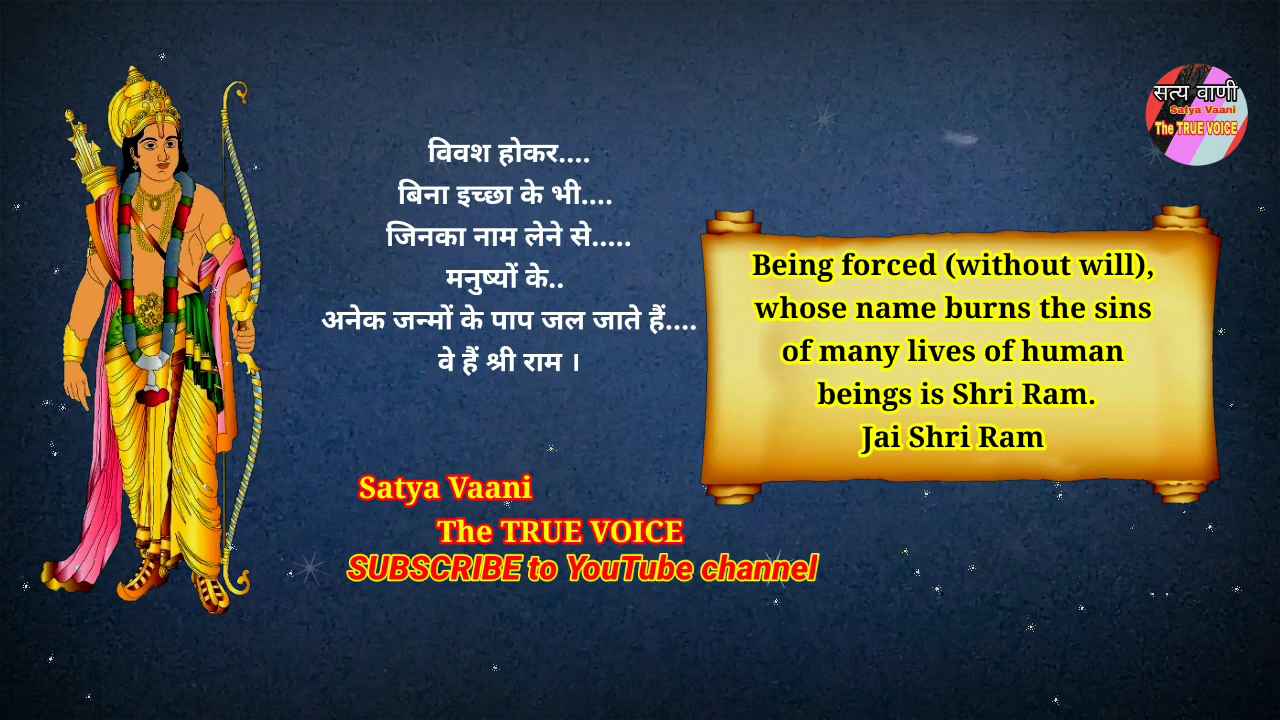 सत्य वाणी
Satya Vaani
The TRUE VOICE
विवश होकर....
बिना इच्छा के भी....
जिनका नाम लेने से.....
मनुष्यों के..
अनेक जन्मों के पाप जल जाते हैं....
वे हैं श्री राम ।
Being forced (without will),
whose name burns the sins
of many lives of human
beings is Shri Ram.
Jai Shri Ram
Satya Vaani
The TRUE VOICE
SUBSCRIBE to YouTube channel